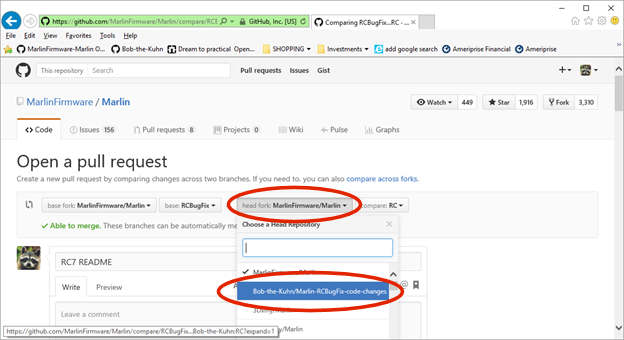 https://github.com/MarlinFirmware/Marlin/compare/RCE
GitHub, Inc. [US]
Comparing RCBugFix...RC - ...
File Edit View Favorites Tools Help
MarlinFirmware-Marlin O... Bob-the-Kuhn Dream to practical Open... SHOPPING Investments add google search Ameriprise Financial Ameriprise
This repository Search Pull requests Issues Gist
MarlinFirmware / Marlin
Watch 449 Star 1,916 Fork 3,310
Code Issues 156 Pull requests 8 Projects 0 Wiki Pulse Graphs
Open a pull request
Create a new pull request by comparing changes across two branches. If you need to, you can also compare across forks.
base fork: MarlinFirmware/Marlin base: RCBugFix head fork: MarlinFirmware/Marlin compare: RC
Able to merge. These branches can be automatically me
Choose a Head Repository
RC7 README
Write Preview
Bob-the-Kuhn/Marlin-RCBugFix-code-changes
Leave a comment
https://github.com/MarlinFirmware/Marlin/compare/RCBugFix...Bob-the-Kuhn:RC?expand=1